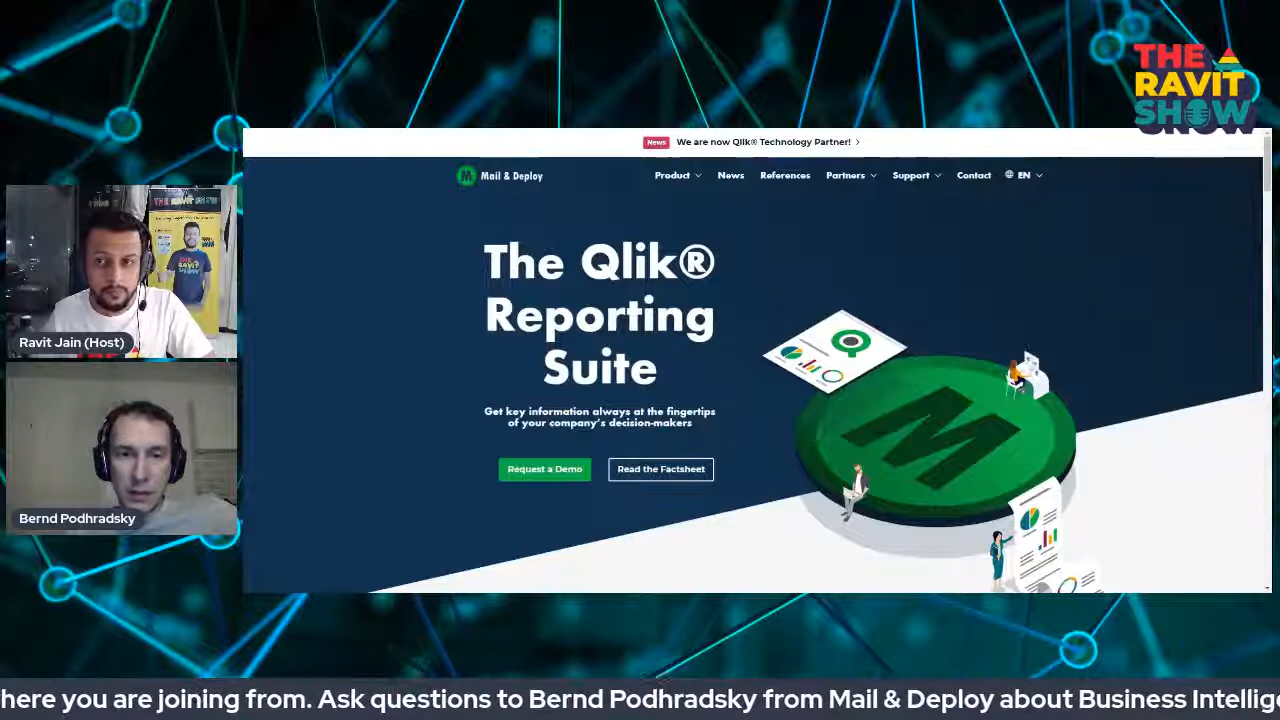 THE
RAVIT
SHOW
News We are now Qlik® Technology Partner! >
M Mail & Deploy Product News References Partners Support Contact EN
THE RAVIT SHOW
Ravit Jain (Host)
The Qlik®
Reporting
Suite
Get key information always at the fingertips
of your company's decision-makers
Request a Demo Read the Factsheet
M
Bernd Podhradsky
here you are joining from. Ask questions to Bernd Podhradsky from Mail & Deploy about Business Intellig